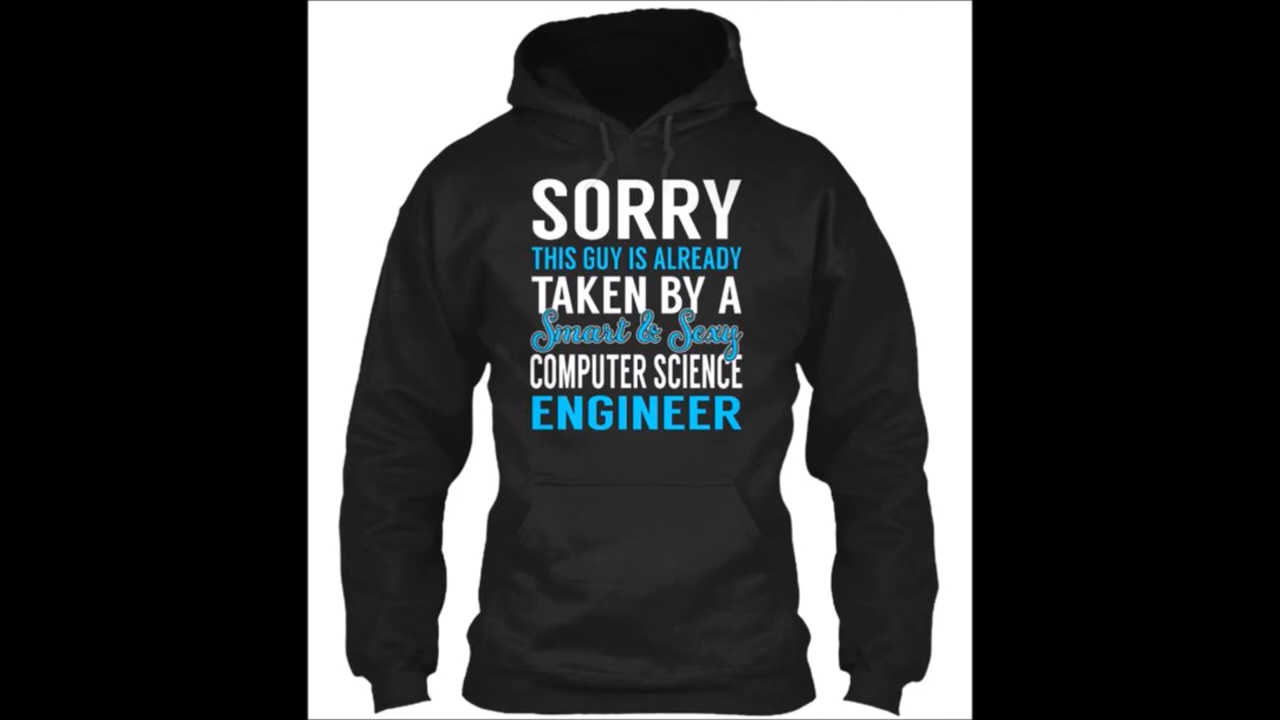 SORRY
THIS GUY IS ALREADY
TAKEN BY A
Smart & Sexy
COMPUTER SCIENCE
ENGINEER